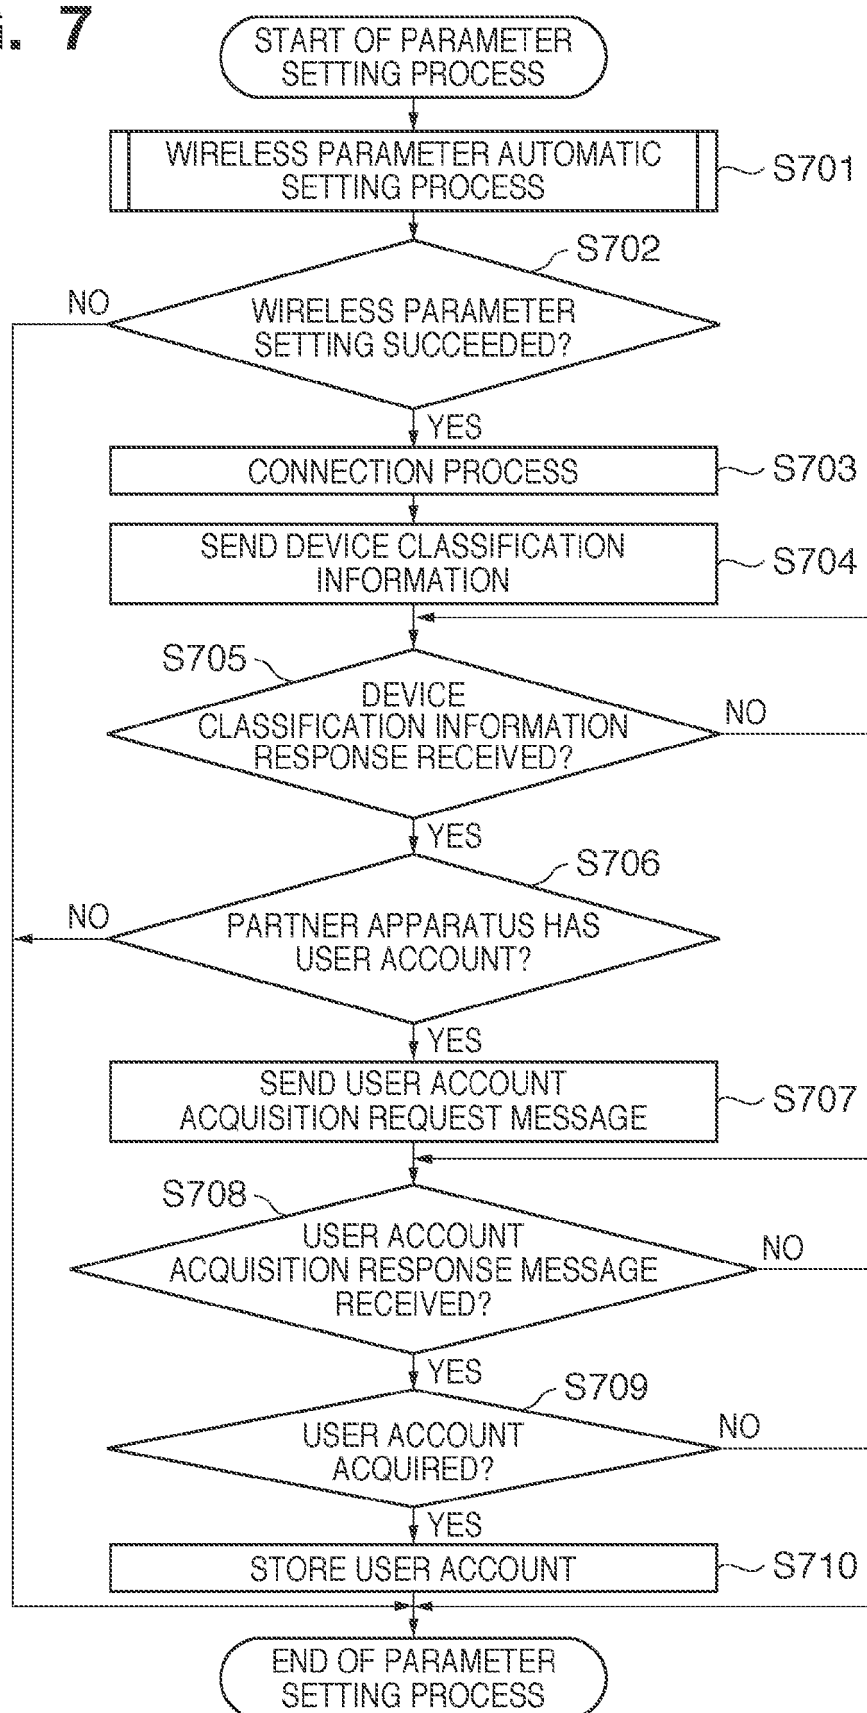 G. 7
START OF PARAMETER
SETTING PROCESS
WIRELESS PARAMETER AUTOMATIC
SETTING PROCESS
S701
S702
NO
WIRELESS PARAMETER
SETTING SUCCEEDED?
YES
CONNECTION PROCESS
S703
SEND DEVICE CLASSIFICATION
INFORMATION
S704
S705
DEVICE
CLASSIFICATION INFORMATION
RESPONSE RECEIVED?
NO
YES
S706
NO
PARTNER APPARATUS HAS
USER ACCOUNT?
YES
SEND USER ACCOUNT
ACQUISITION REQUEST MESSAGE
S707
S708
USER ACCOUNT
ACQUISITION RESPONSE MESSAGE
RECEIVED?
NO
YES
S709
USER ACCOUNT
ACQUIRED?
NO
YES
STORE USER ACCOUNT
S710
END OF PARAMETER
SETTING PROCESS